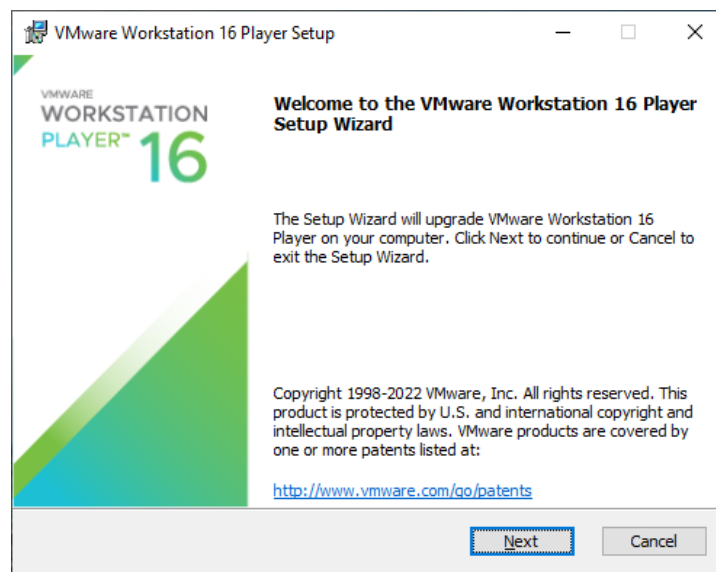 VMware Workstation 16 Player Setup
VMWARE
WORKSTATION
PLAYER™ 16
Welcome to the VMware Workstation 16 Player
Setup Wizard
The Setup Wizard will upgrade VMware Workstation 16
Player on your computer. Click Next to continue or Cancel to
exit the Setup Wizard.
Copyright 1998-2022 VMware, Inc. All rights reserved. This
product is protected by U.S. and international copyright and
intellectual property laws. VMware products are covered by
one or more patents listed at:
http://www.vmware.com/go/patents
Next
Cancel